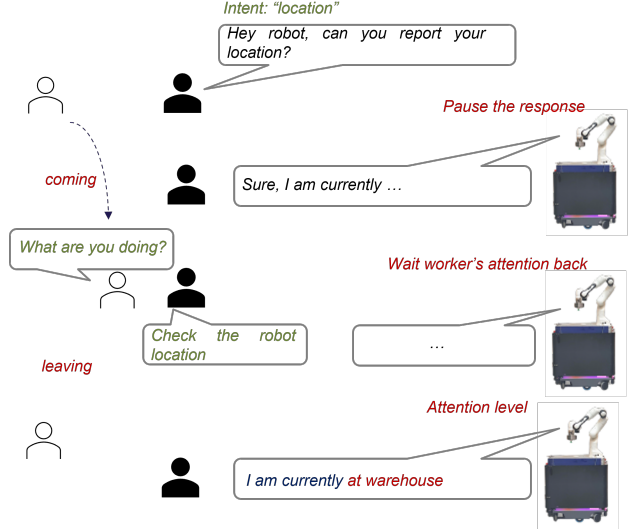 Intent: “location”
Hey robot, can you report your
location?
Pause the response
coming
Sure, I am currently …
What are you doing?
Wait worker’s attention back
Check the robot
location
…
leaving
Attention level
I am currently at warehouse